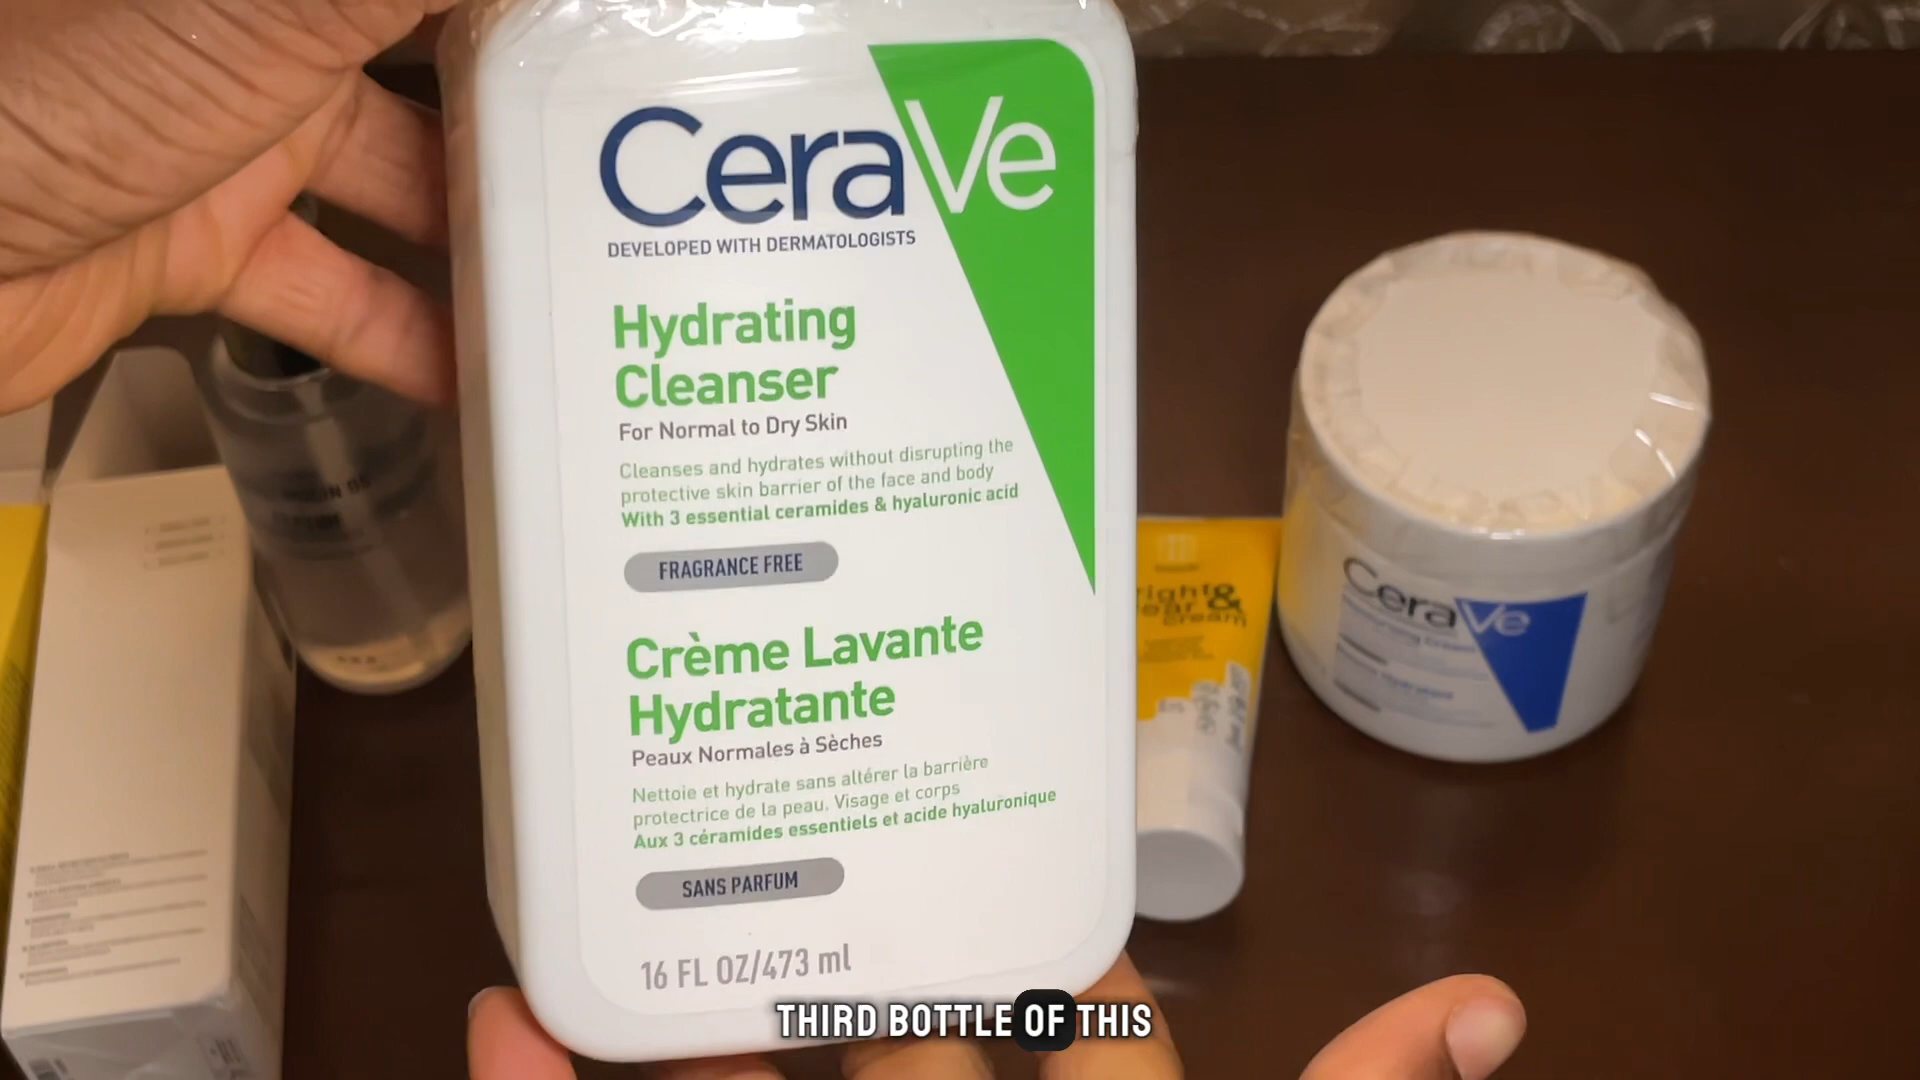 CeraVe
DEVELOPED WITH DERMATOLOGISTS
Hydrating
Cleanser
For Normal to Dry Skin
Cleanses and hydrates without disrupting the
protective skin barrier of the face and body
With 3 essential ceramides & hyaluronic acid
FRAGRANCE FREE
Crème Lavante
Hydratante
Peaux Normales à Sèches
Nettoie et hydrate sans altérer la barrière
protectrice de la peau. Visage et corps
Aux 3 céramides essentiels et acide hyaluronique
SANS PARFUM
16 FL OZ/473 ml
right &
ear
cream
CeraVe
THIRD BOTTLE OF THIS